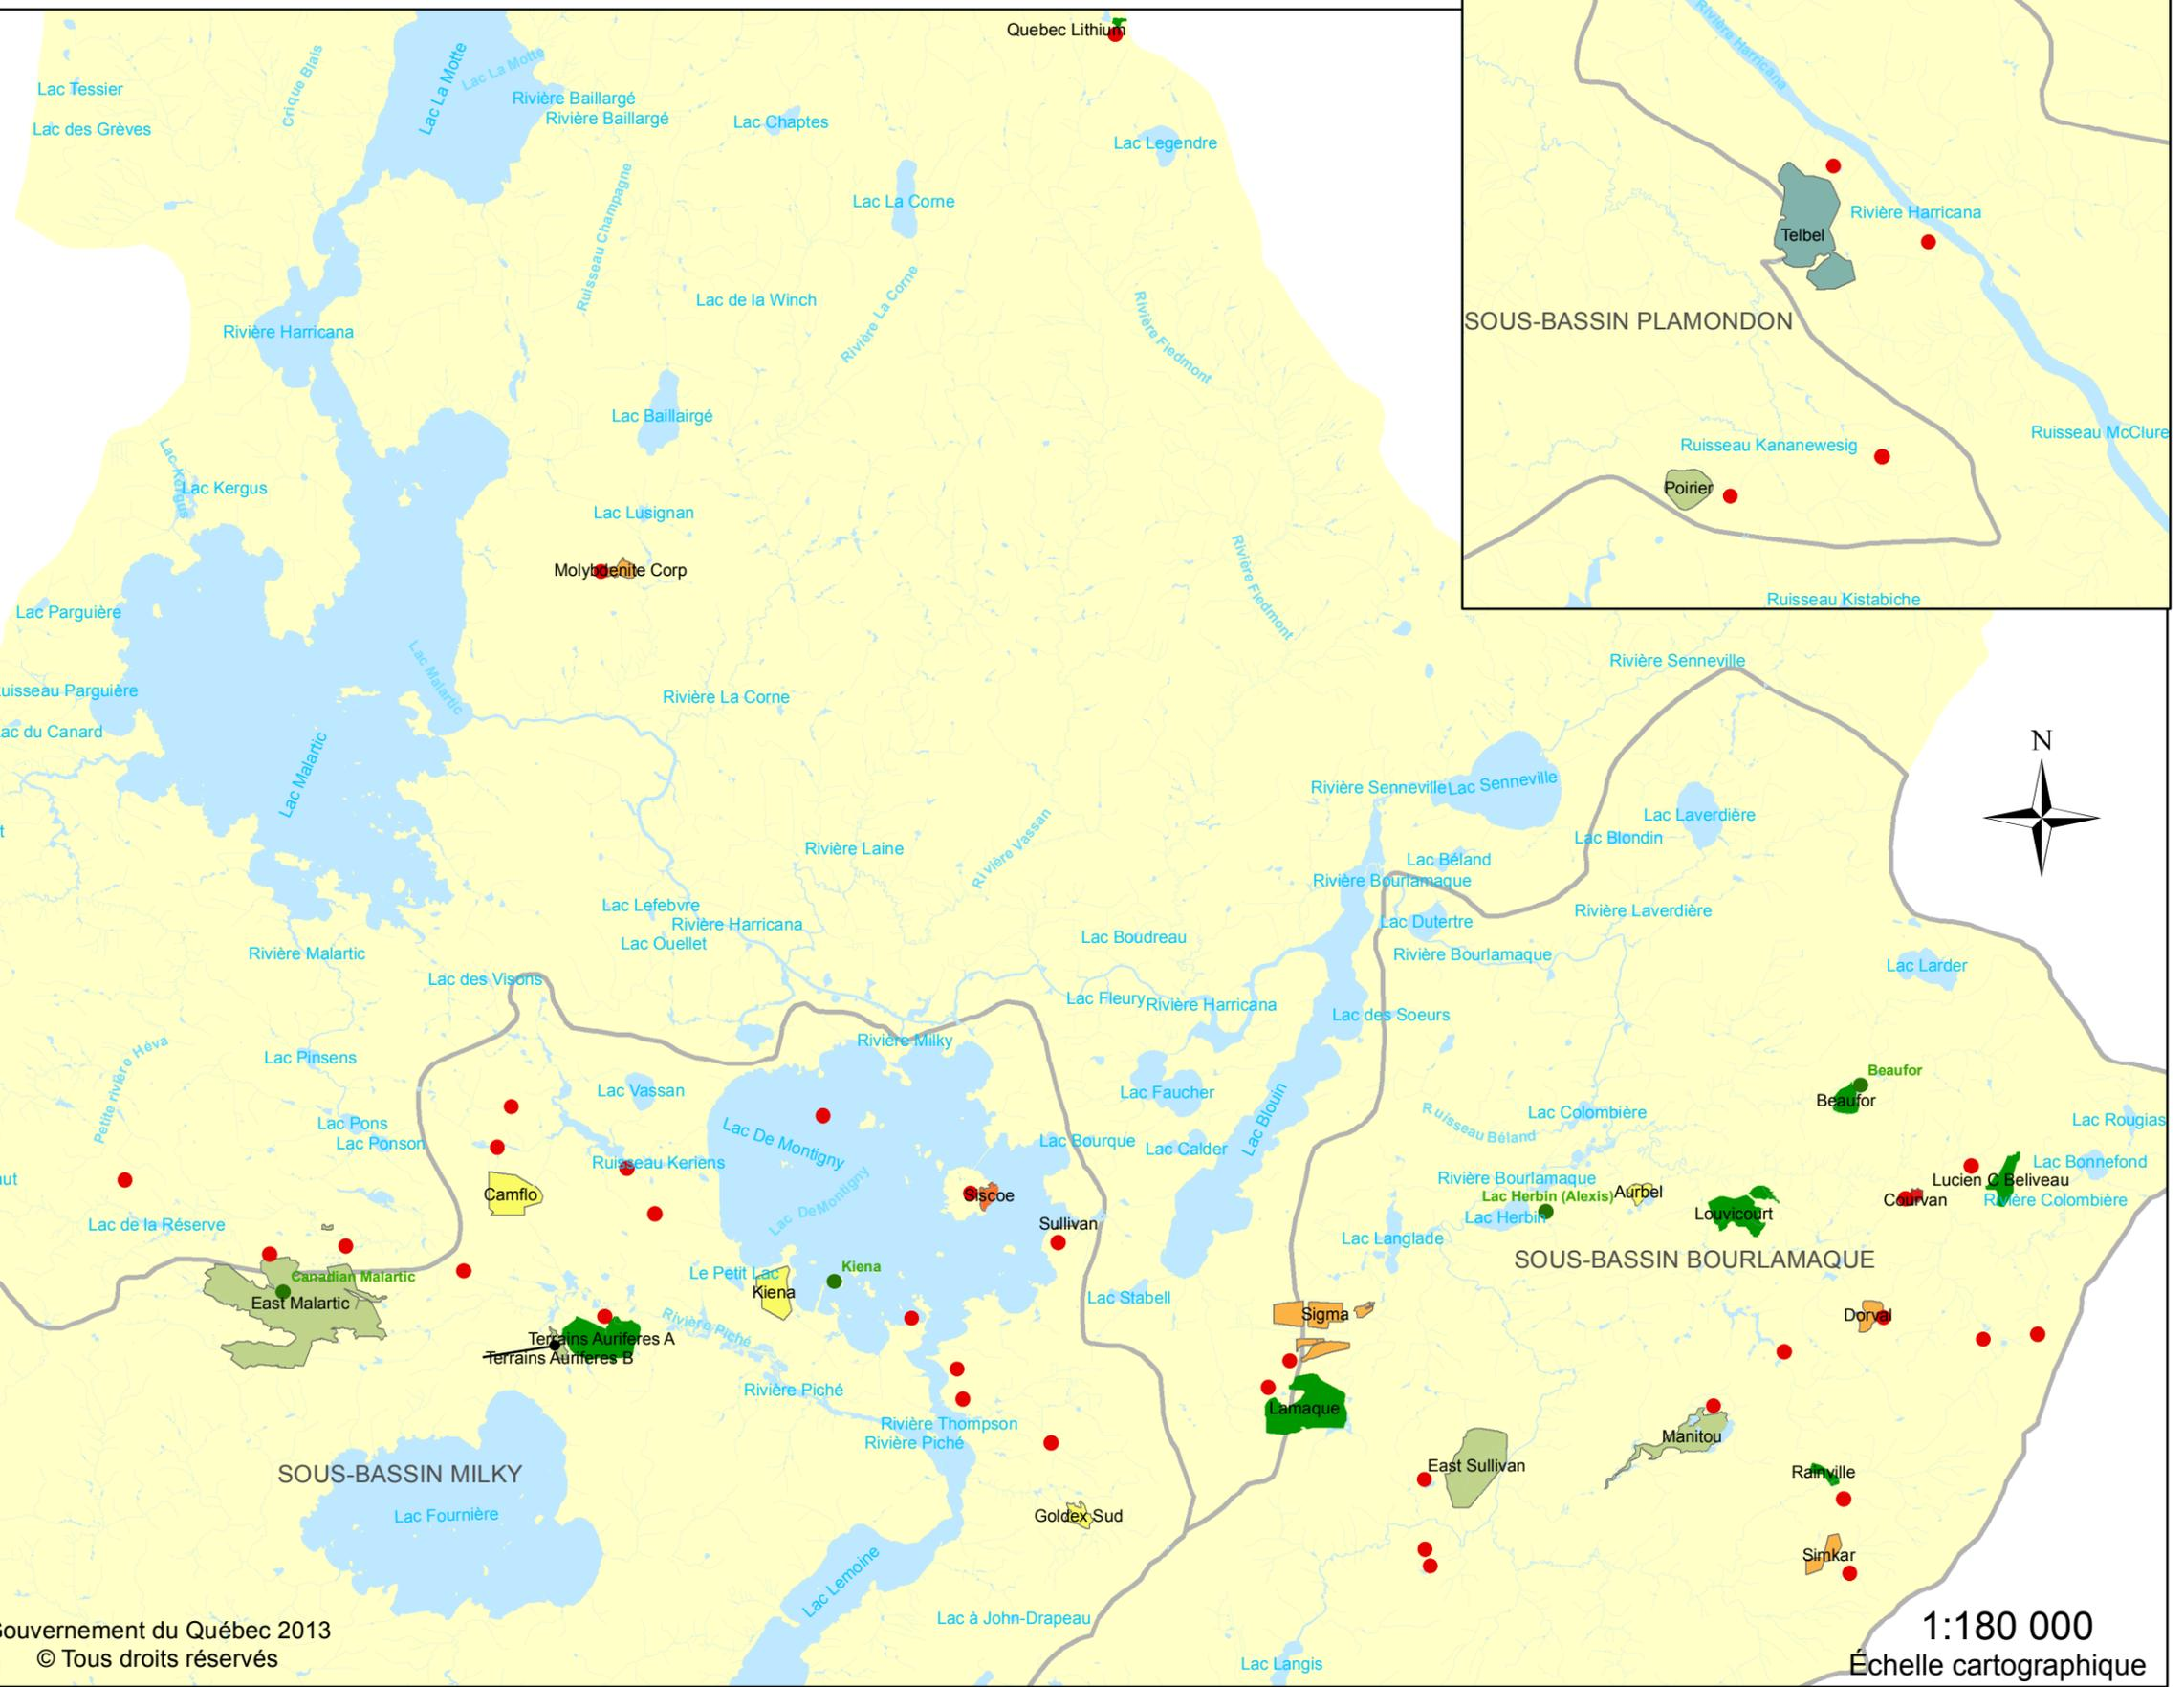 Quebec Lithium
Rivière Harricana
Lac Tessier
Crique Blais
Lac La Motte
Lac La Motte
Rivière Baillargé
Rivière Baillargé
Lac des Grèves
Lac Chaptes
Lac Legendre
Ruisseau Champagne
Lac La Corne
Rivière Harricana
Telbel
Lac de la Winch
Rivière La Corne
Rivière Fiedmont
Rivière Harricana
SOUS-BASSIN PLAMONDON
Lac Baillairgé
Ruisseau McClure
Ruisseau Kananewesig
Lac Kergus
Lac Kergus
Poirier
Lac Lusignan
Molybdenite Corp
Rivière Fiedmont
Ruisseau Kistabiche
Lac Parguière
Lac Malartic
Rivière Senneville
uisseau Parguière
Rivière La Corne
ac du Canard
N
Lac Malartic
Rivière Senneville
Lac Senneville
Lac Laverdière
Lac Blondin
t
Rivière Laine
Rivière Vassan
Lac Béland
Rivière Bourlamaque
Lac Lefebvre
Rivière Harricana
Lac Ouellet
Lac Dutertre
Rivière Laverdière
Lac Boudreau
Rivière Malartic
Rivière Bourlamaque
Lac Larder
Lac des Visons
Lac Fleury
Rivière Harricana
Lac des Soeurs
Rivière Milky
Lac Pinsens
Petite rivière Héva
Lac Vassan
Lac Faucher
Lac Blouin
Beaufor
Beaufor
Lac Pons
Lac Ponson
Lac De Montigny
Lac Bourque
Lac Calder
Ruisseau Béland
Lac Colombière
Lac Rougias
Ruisseau Keriens
Lac Bonnefond
aut
Camflo
Lac DeMontigny
Siscoe
Rivière Bourlamaque
Lac Herbin (Alexis)
Aurbel
Lac Herbin
Louvicourt
Lucien C Beliveau
Courvan
Rivière Colombière
Lac de la Réserve
Sullivan
Lac Langlade
SOUS-BASSIN BOURLAMAQUE
Canadian Malartic
East Malartic
Le Petit Lac
Kiena
Kiena
Lac Stabell
Sigma
Dorval
Rivière Piché
Terrains Auriferes A
Terrains Auriferes B
Rivière Piché
Lamaque
Rivière Thompson
Rivière Piché
Manitou
SOUS-BASSIN MILKY
East Sullivan
Rainville
Lac Fournière
Goldex Sud
Simkar
Lac Lemoine
Lac à John-Drapeau
Gouvernement du Québec 2013
© Tous droits réservés
Lac Langis
1:180 000
Échelle cartographique